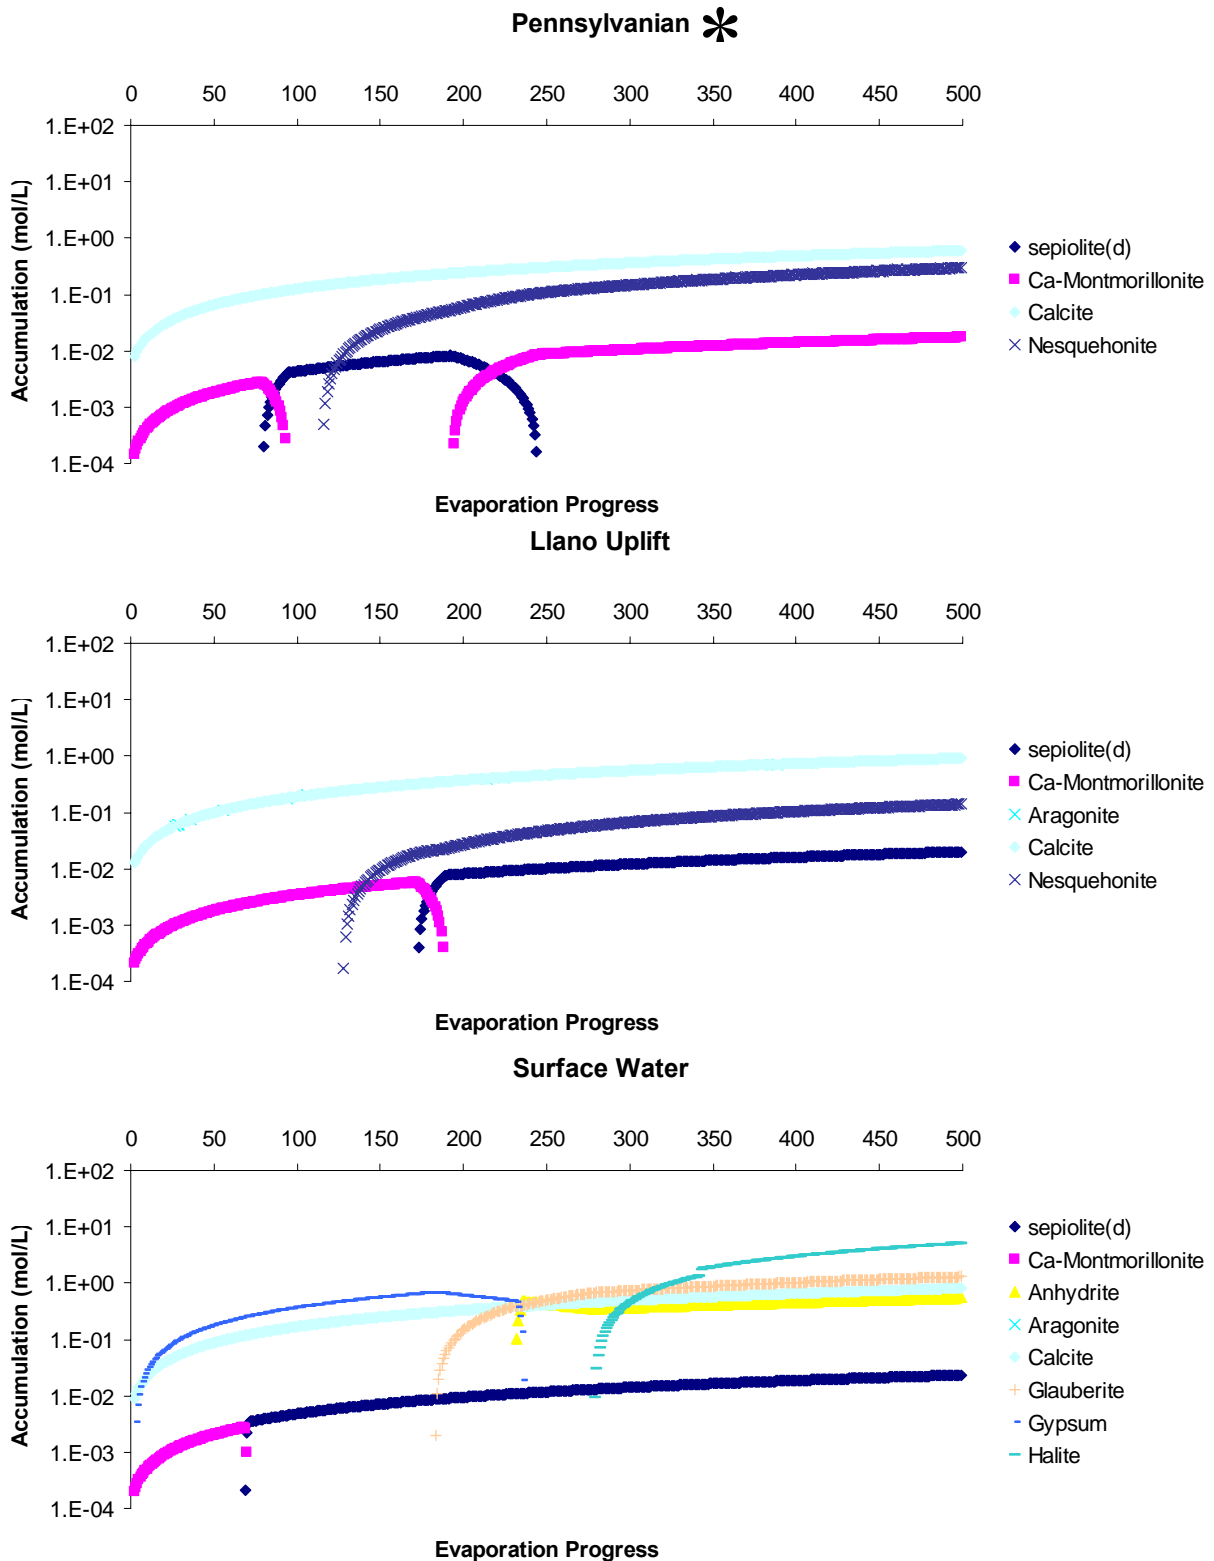 Pennsylvanian *
0 50 100 150 200 250 300 350 400 450 500
1.E+02
1.E+01
1.E+00
1.E-01
1.E-02
1.E-03
1.E-04
Accumulation (mol/L)
sepiolite(d)
Ca-Montmorillonite
Calcite
Nesquehonite
Evaporation Progress
Llano Uplift
0 50 100 150 200 250 300 350 400 450 500
1.E+02
1.E+01
1.E+00
1.E-01
1.E-02
1.E-03
1.E-04
Accumulation (mol/L)
sepiolite(d)
Ca-Montmorillonite
Aragonite
Calcite
Nesquehonite
Evaporation Progress
Surface Water
0 50 100 150 200 250 300 350 400 450 500
1.E+02
1.E+01
1.E+00
1.E-01
1.E-02
1.E-03
1.E-04
Accumulation (mol/L)
sepiolite(d)
Ca-Montmorillonite
Anhydrite
Aragonite
Calcite
Glauberite
Gypsum
Halite
Evaporation Progress